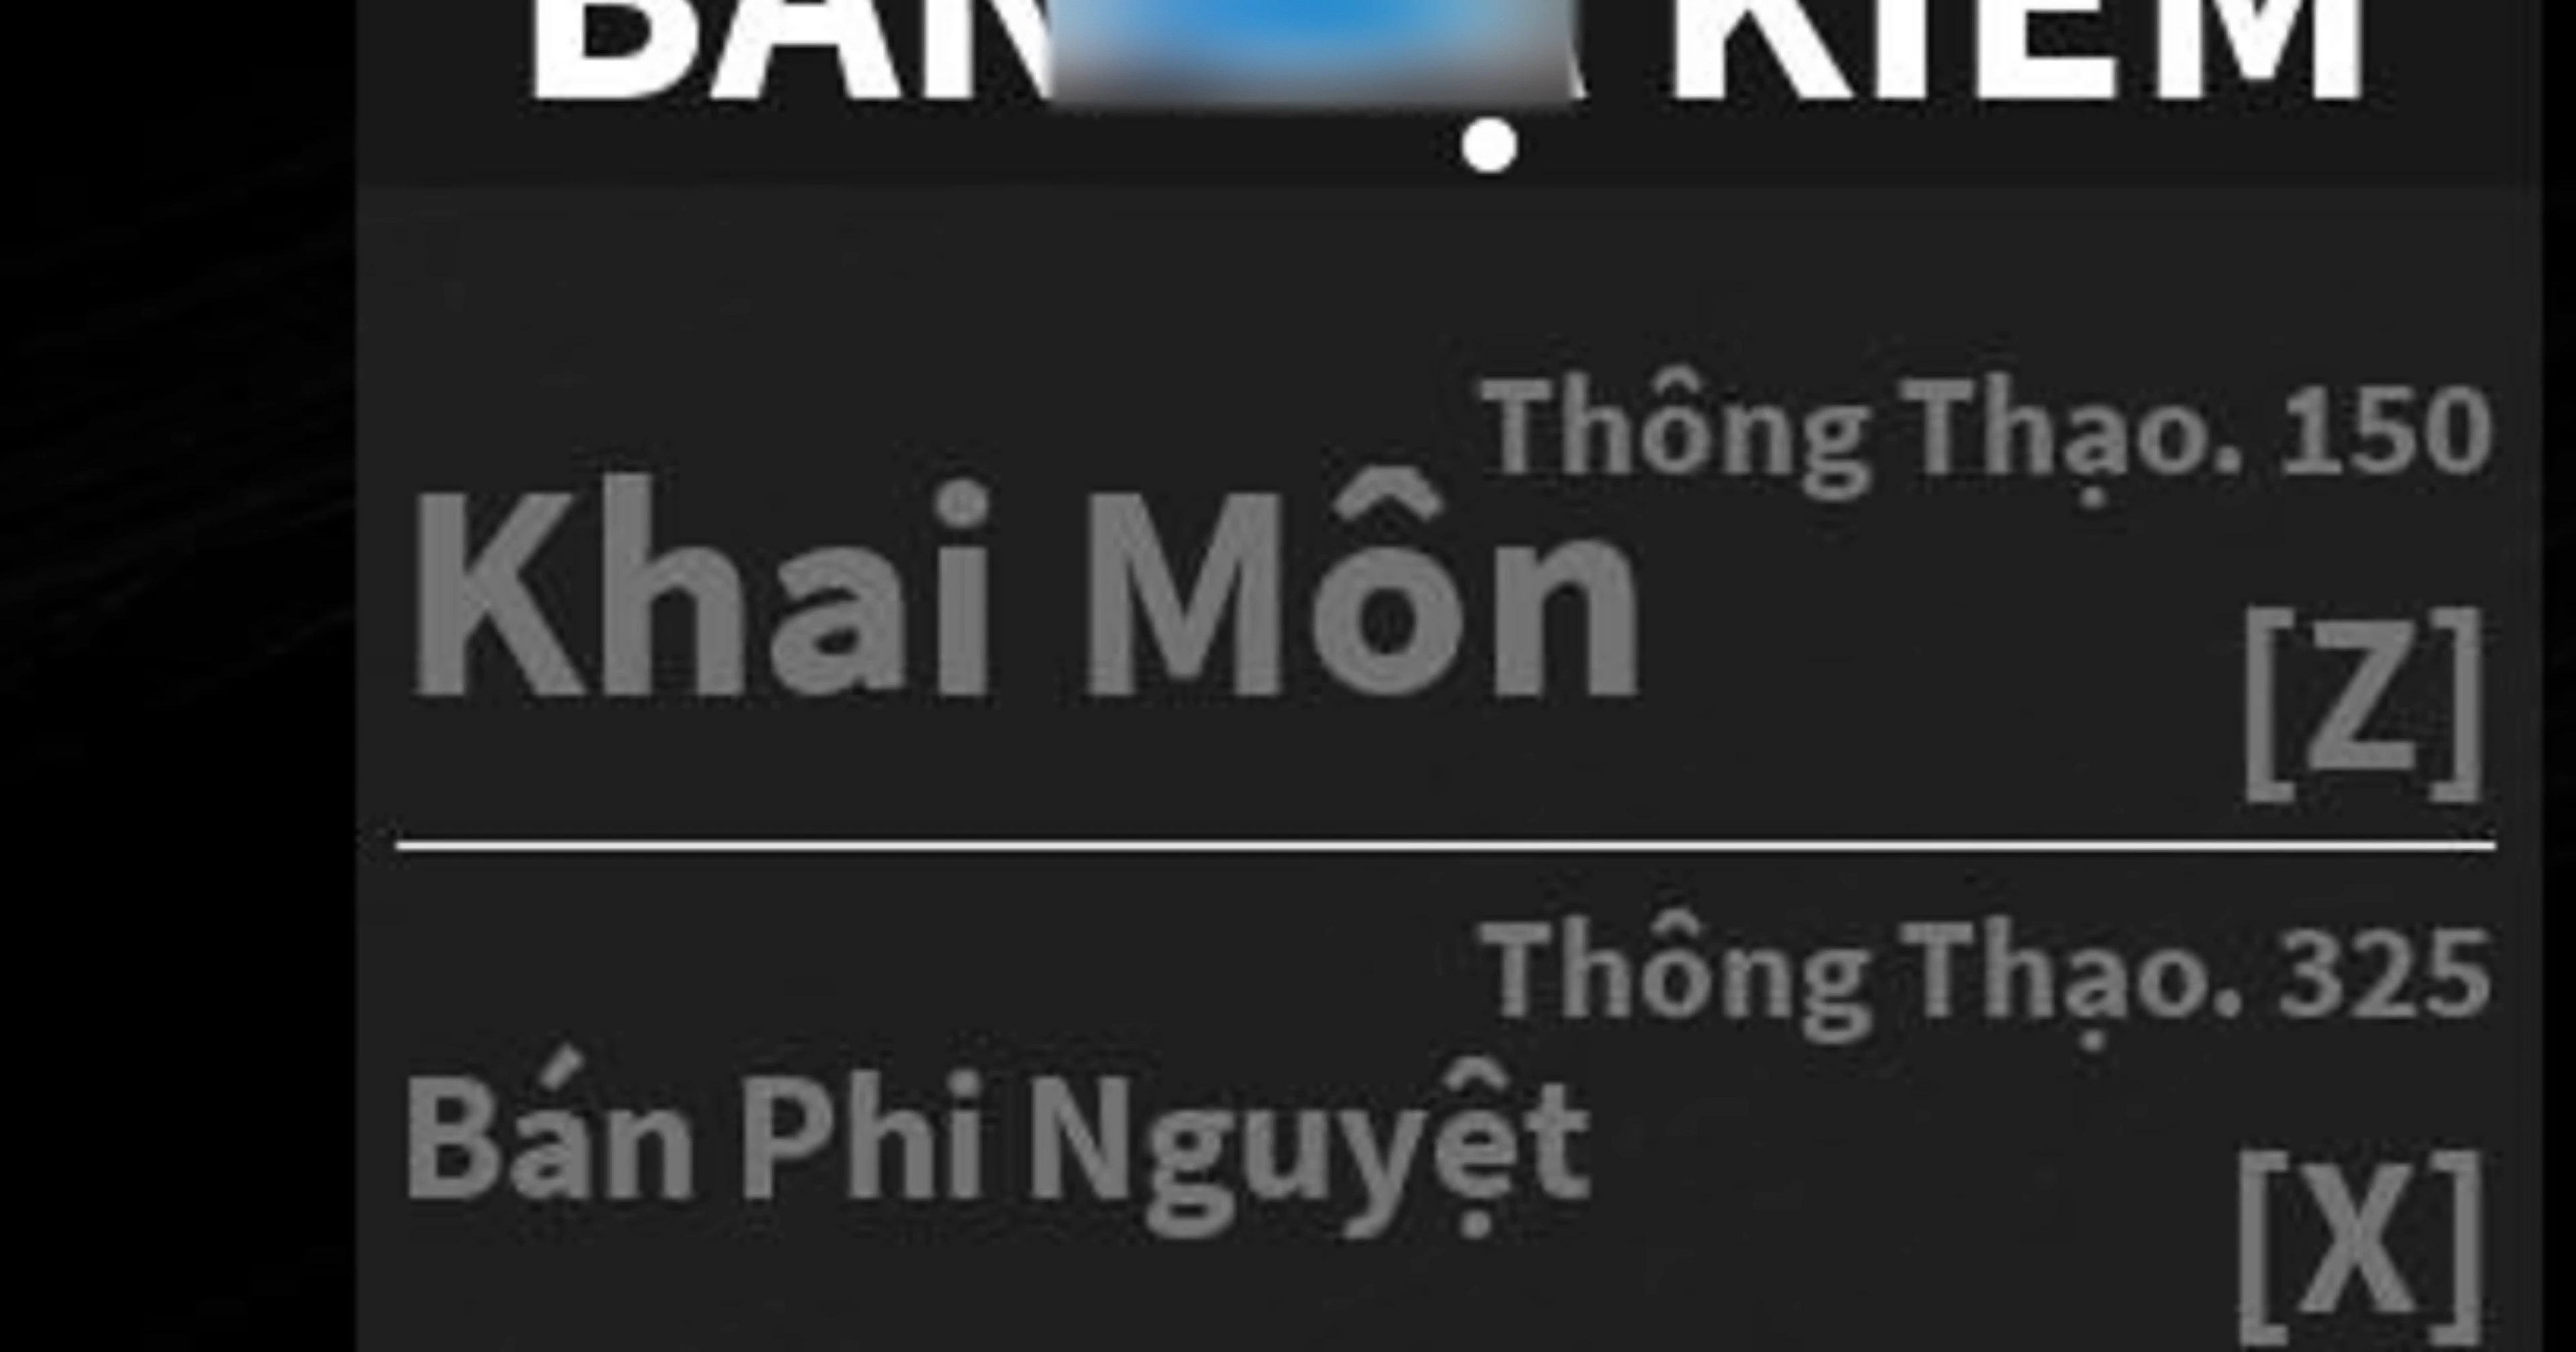 Thông Thạo. 150
Khai Môn
[Z]
Thông Thạo. 325
Bán Phi Nguyệt
[X]